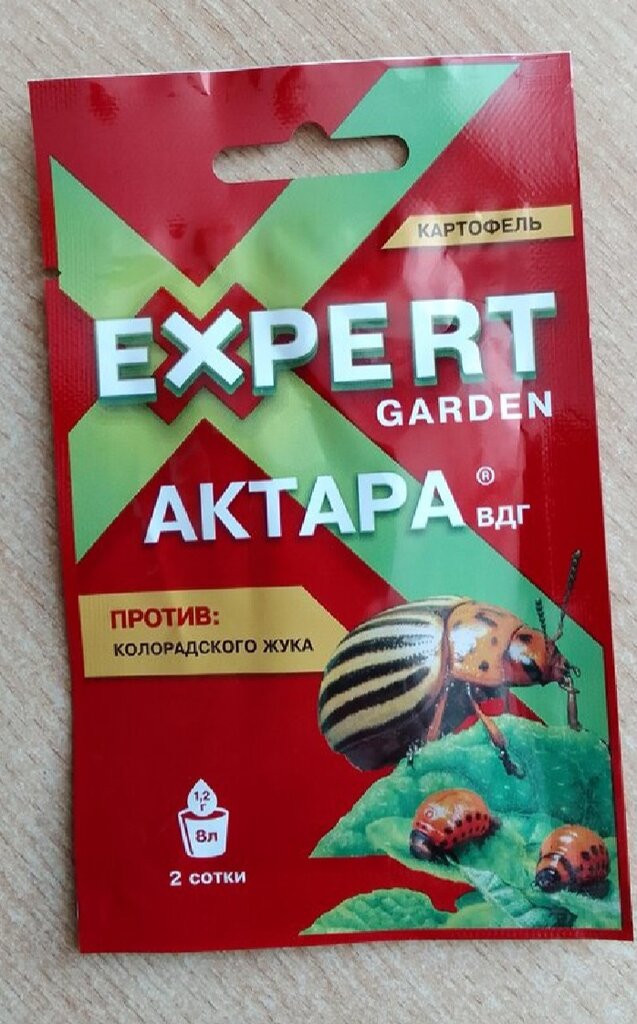 КАРТОФЕЛЬ
EXPERT
GARDEN
АКТАРА ® ВДГ
ПРОТИВ:
КОЛОРАДСКОГО ЖУКА
1,2
г
8л
2 сотки